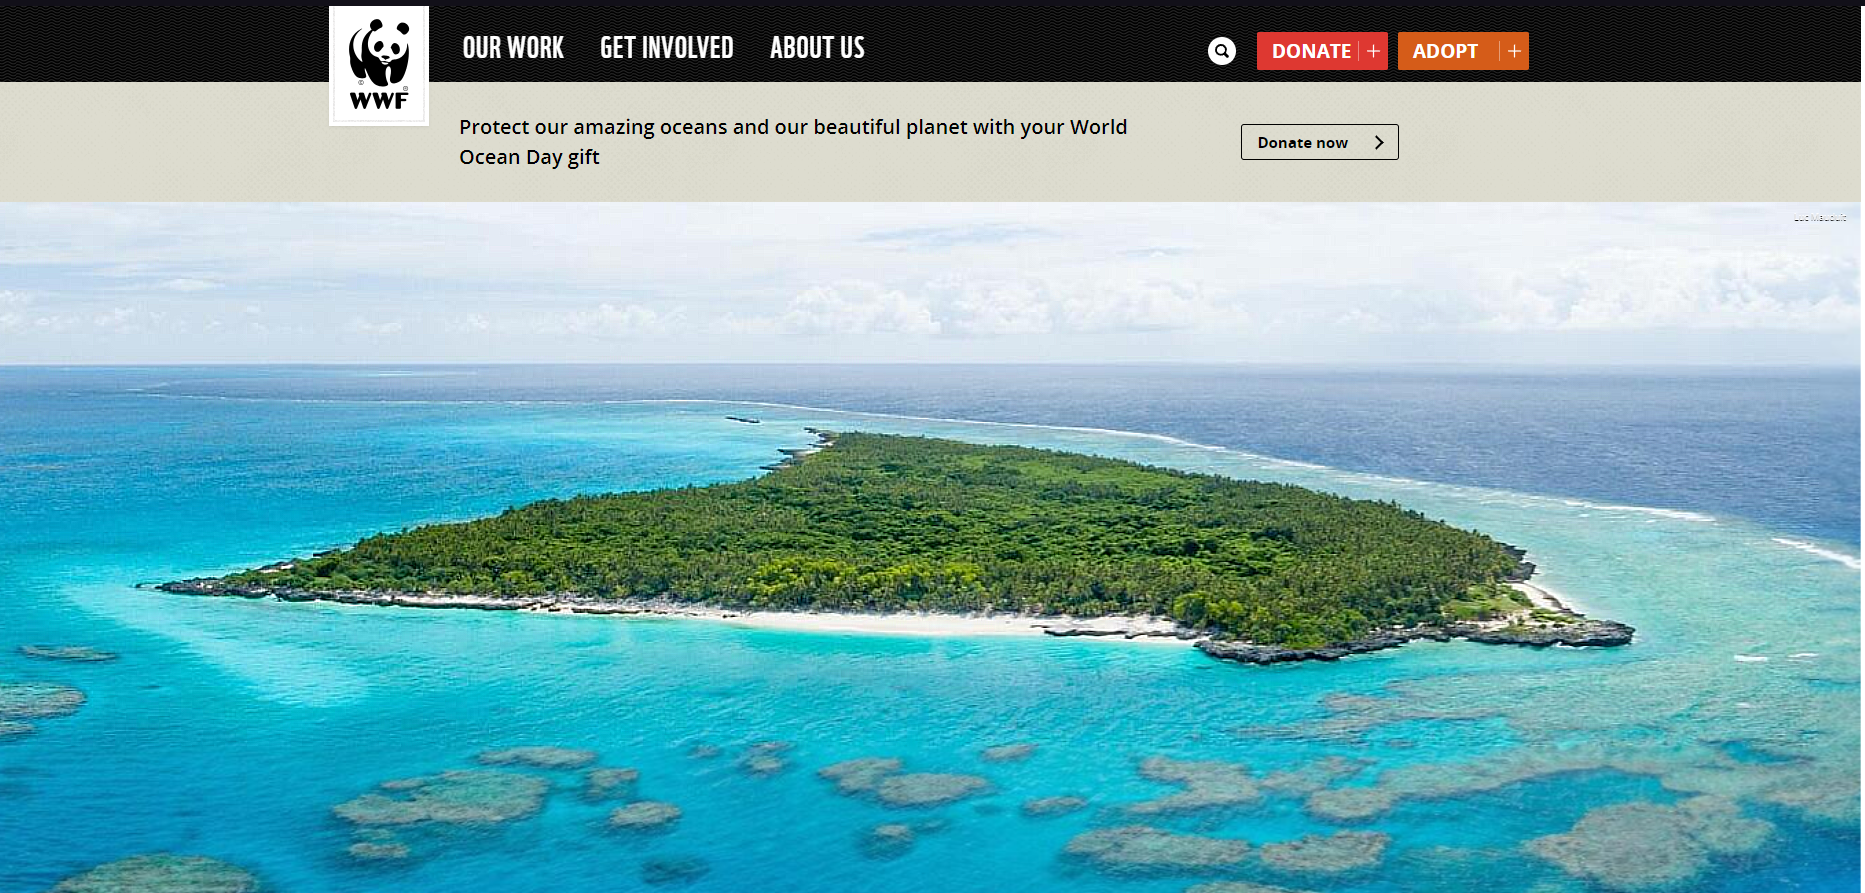 OUR WORK GET INVOLVED ABOUT US DONATE + ADOPT +
WWF
Protect our amazing oceans and our beautiful planet with your World
Ocean Day gift
Donate now